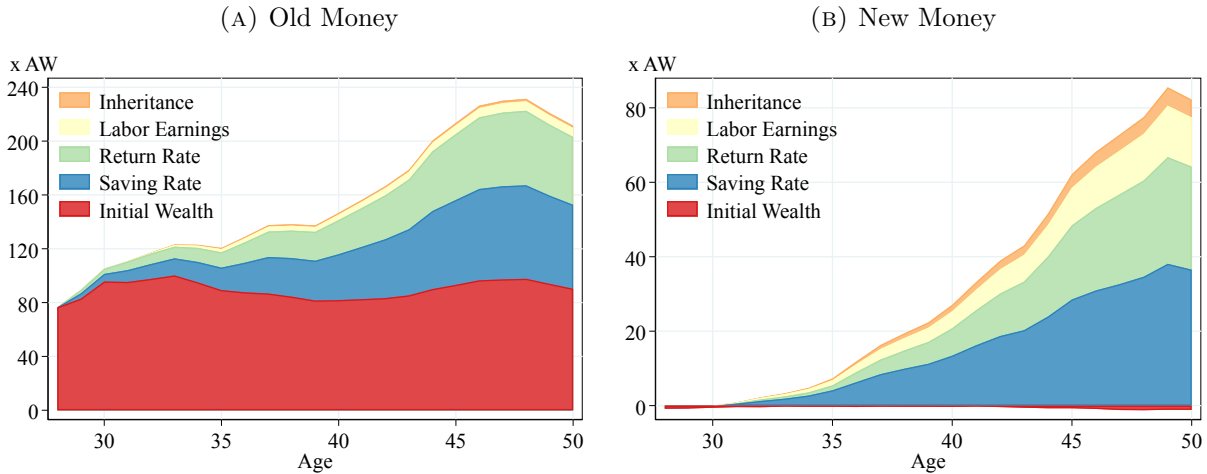 (A) Old Money
x AW
240
200
160
120
80
40
0
Inheritance
Labor Earnings
Return Rate
Saving Rate
Initial Wealth
30 35 40 45 50
Age
(B) New Money
x AW
80
60
40
20
0
Inheritance
Labor Earnings
Return Rate
Saving Rate
Initial Wealth
30 35 40 45 50
Age